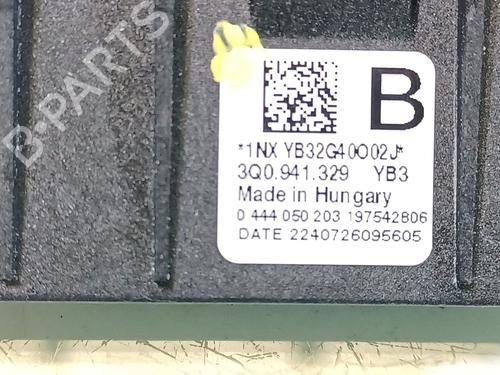 B-PARTS
B
*1NX YB32G40O02J*
3Q0.941.329 YB3
Made in Hungary
0 444 050 203 197542806
DATE 2240726095605